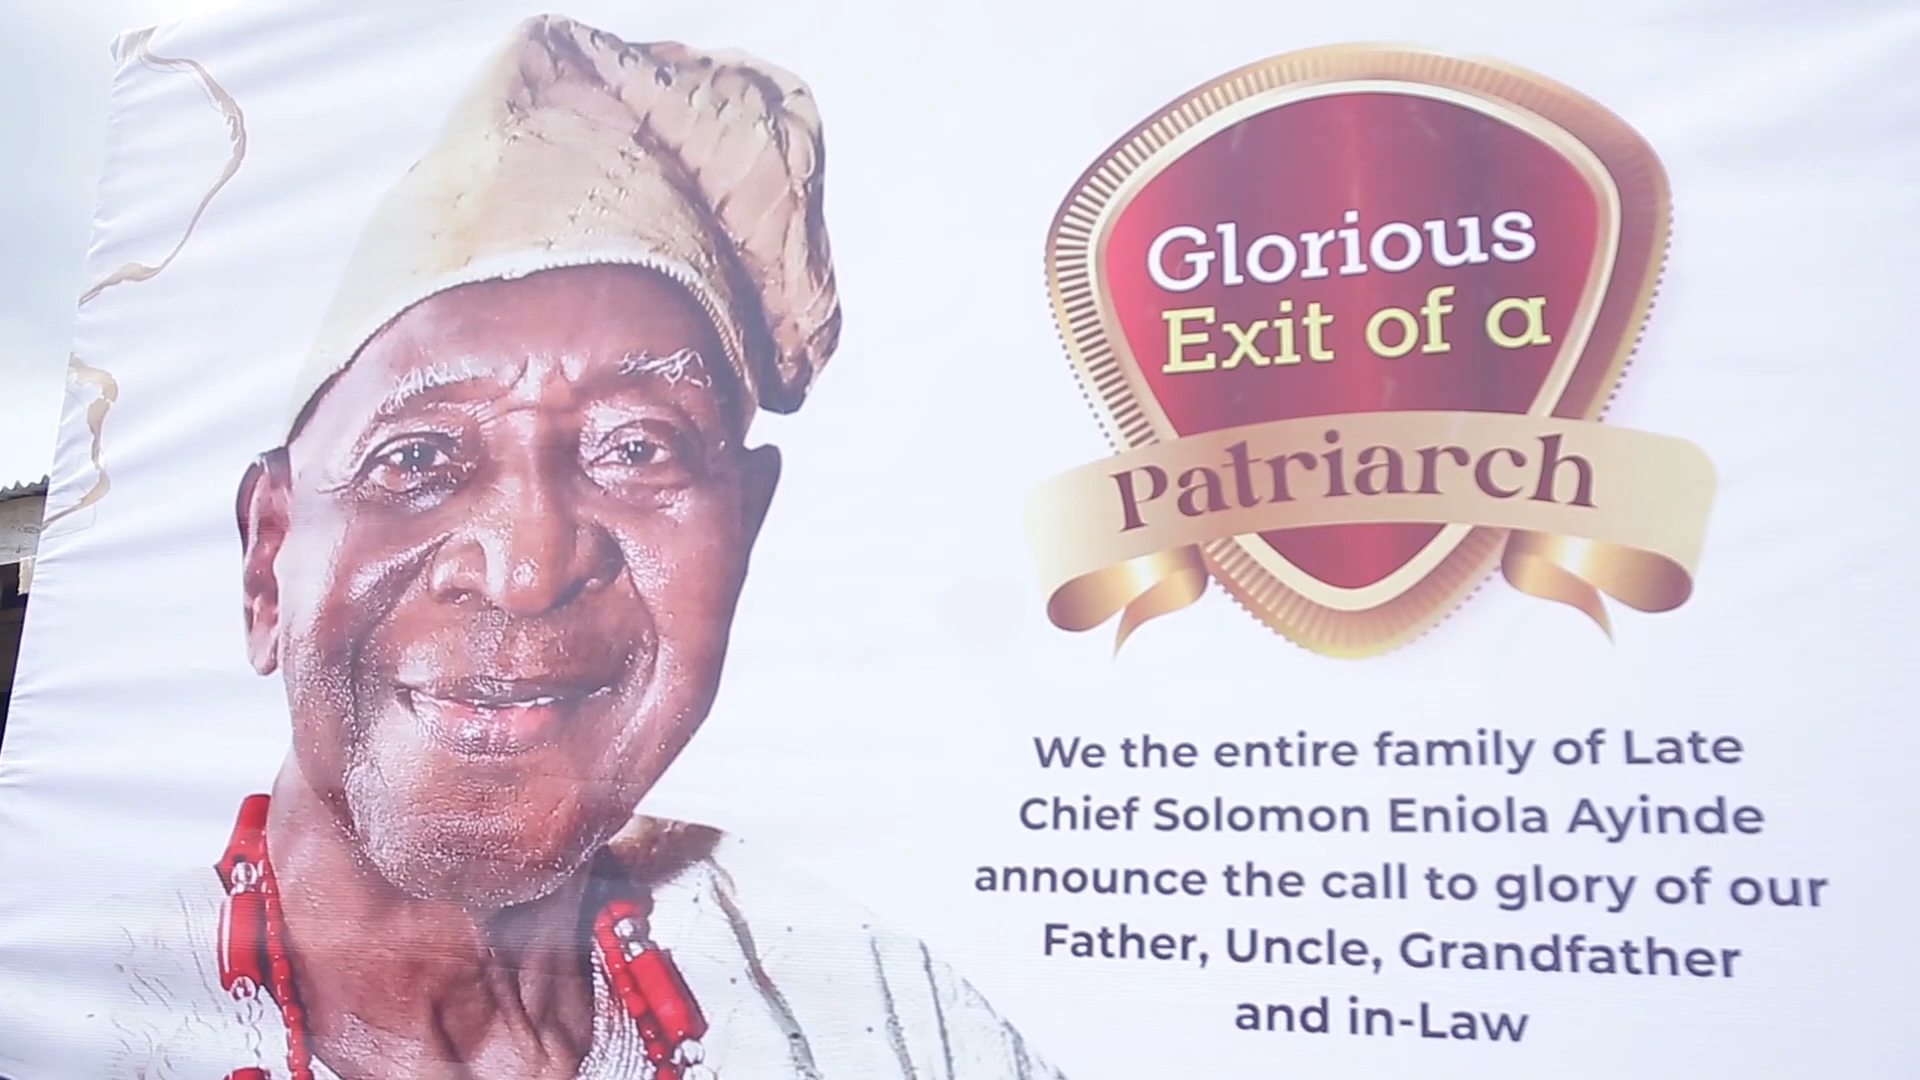 Glorious
Exit of a
Patriarch
We the entire family of Late
Chief Solomon Eniola Ayinde
announce the call to glory of our
Father, Uncle, Grandfather
and in-Law